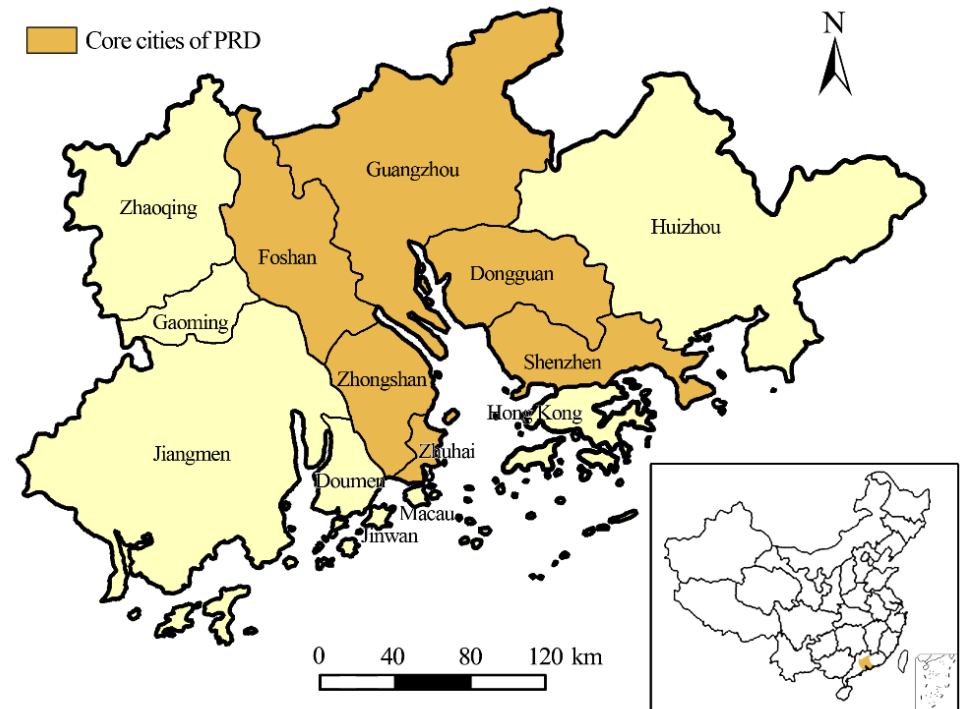 Core cities of PRD
N
Guangzhou
Zhaoqing
Huizhou
Foshan
Dongguan
Gaoming
Shenzhen
Zhongshan
Hong Kong
Zhuhai
Jiangmen
Doumen
Macau
Jinwan
0 40 80 120 km